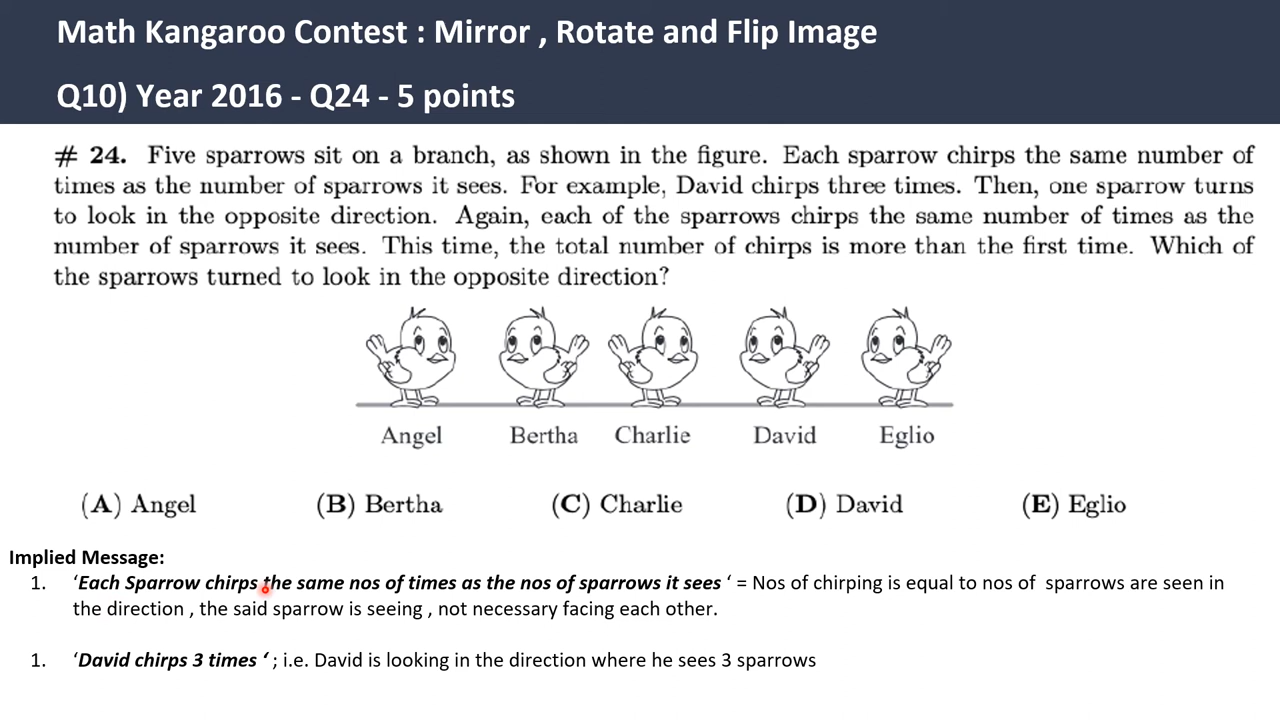 Math Kangaroo Contest : Mirror , Rotate and Flip Image
Q10) Year 2016 - Q24 - 5 points
# 24. Five sparrows sit on a branch, as shown in the figure. Each sparrow chirps the same number of
times as the number of sparrows it sees. For example, David chirps three times. Then, one sparrow turns
to look in the opposite direction. Again, each of the sparrows chirps the same number of times as the
number of sparrows it sees. This time, the total number of chirps is more than the first time. Which of
the sparrows turned to look in the opposite direction?
Angel Bertha Charlie David Eglio
(A) Angel (B) Bertha (C) Charlie (D) David (E) Eglio
Implied Message:
1. ‘Each Sparrow chirps the same nos of times as the nos of sparrows it sees ‘ = Nos of chirping is equal to nos of sparrows are seen in
the direction , the said sparrow is seeing , not necessary facing each other.
1. ‘David chirps 3 times ‘ ; i.e. David is looking in the direction where he sees 3 sparrows